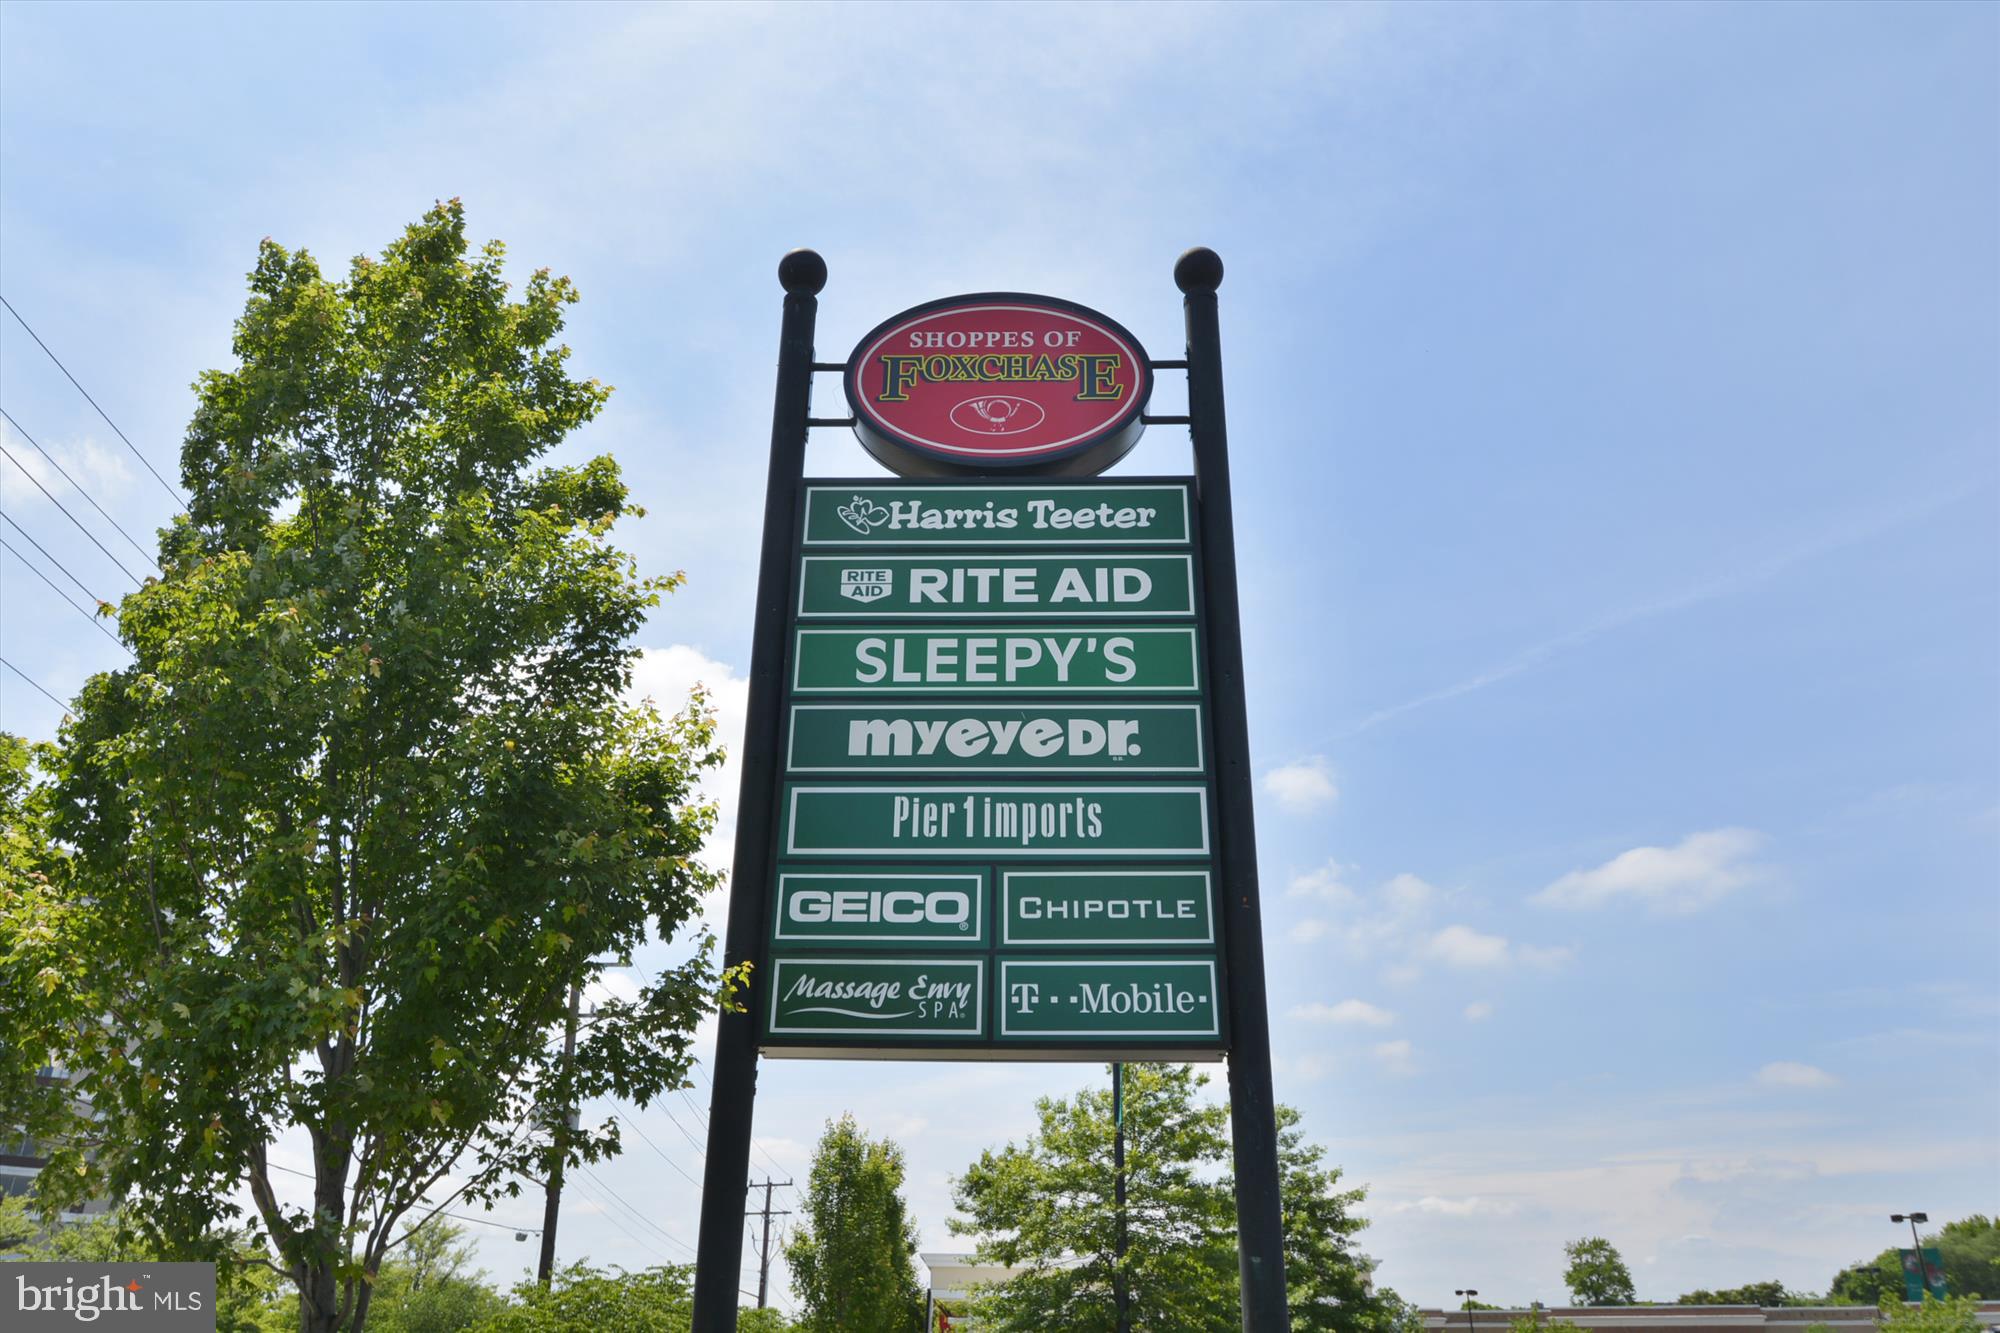 SHOPPES OF
FOXCHASE
Harris Teeter
RITE AID RITE AID
SLEEPY'S
myeyeDr.
Pier 1 imports
GEICO
CHIPOTLE
Massage Envy
SPA
T··Mobile·
bright™ MLS